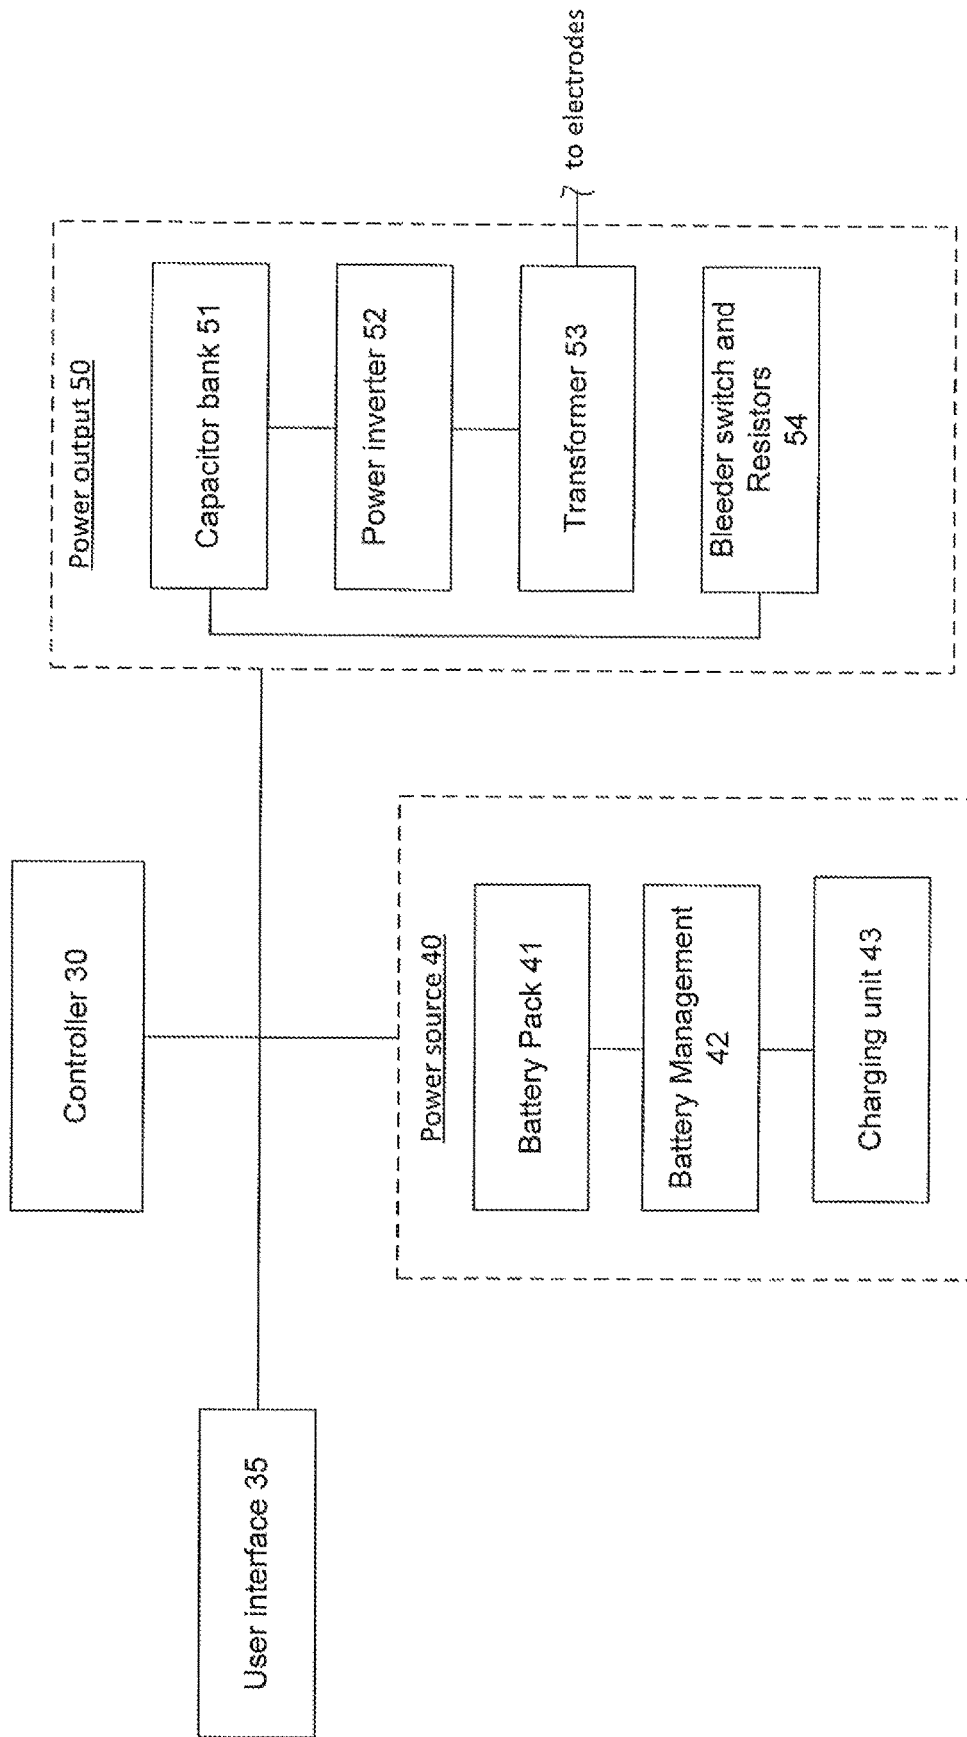 Controller 30
User interface 35
Power source 40
Battery Pack 41
Battery Management
42
Charging unit 43
Power output 50
Capacitor bank 51
Power inverter 52
Transformer 53
to electrodes
Bleeder switch and
Resistors
54